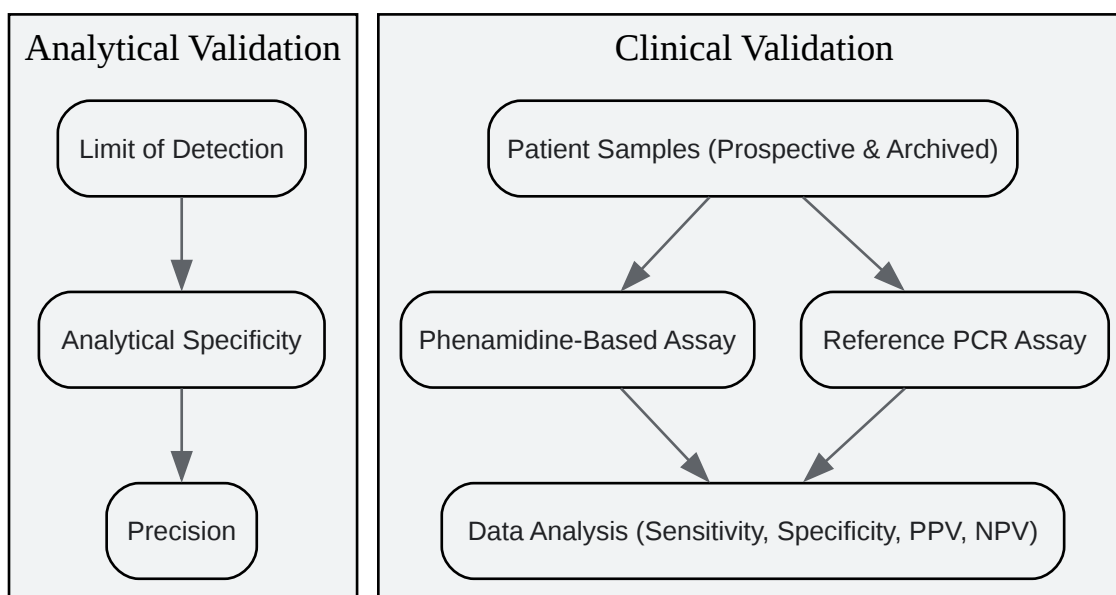 Analytical Validation
Limit of Detection
Analytical Specificity
Precision
Clinical Validation
Patient Samples (Prospective & Archived)
Phenamidine-Based Assay
Reference PCR Assay
Data Analysis (Sensitivity, Specificity, PPV, NPV)